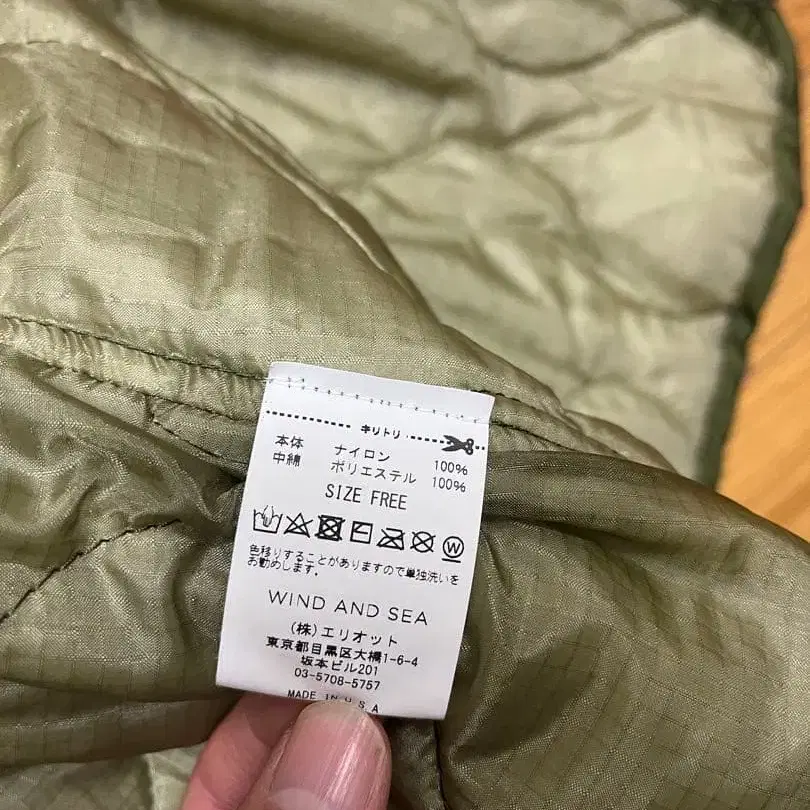 キリトリ
本体 ナイロン 100%
中綿 ポリエステル 100%
SIZE FREE
色移りすることがありますので単独洗いを
お勧めします。
WIND AND SEA
(株)エリオット
東京都目黒区大橋1-6-4
坂本ビル201
03-5708-5757
MADE IN U.S.A